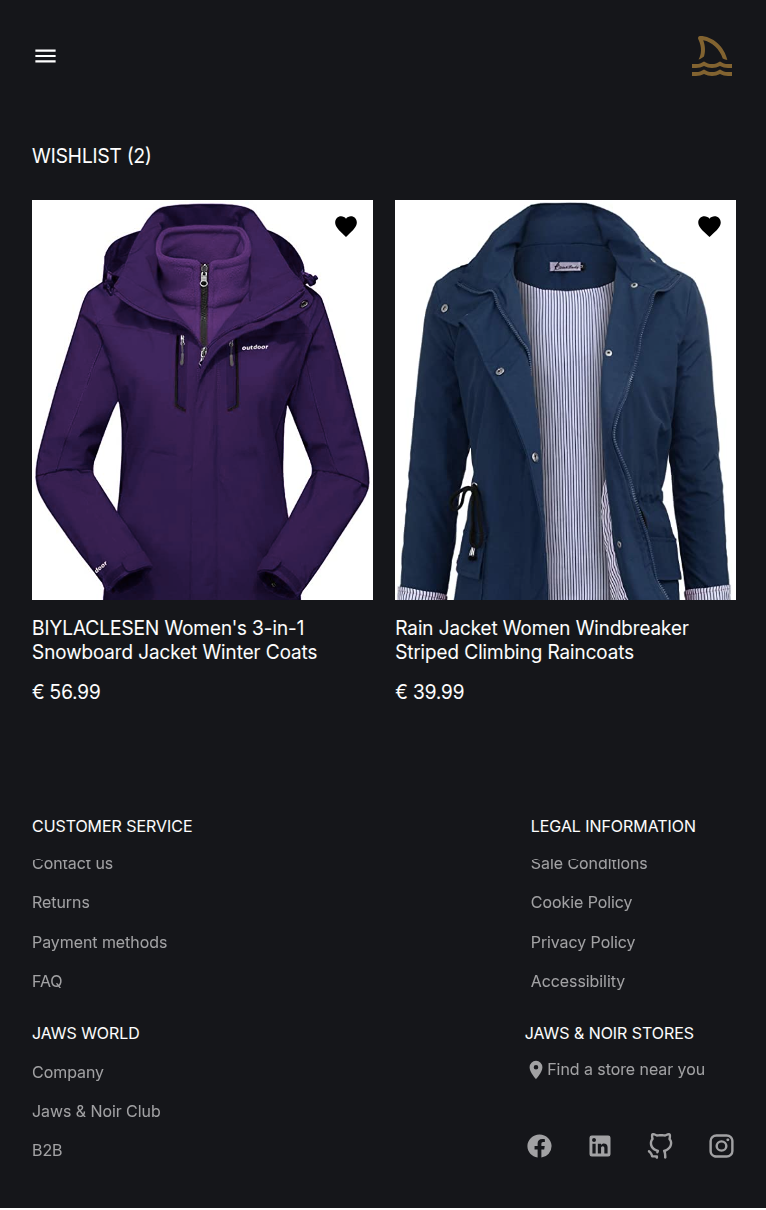 WISHLIST (2)
outdoor
BIYLACLESEN Women's 3-in-1
Snowboard Jacket Winter Coats
€ 56.99
Rain Jacket Women Windbreaker
Striped Climbing Raincoats
€ 39.99
CUSTOMER SERVICE
Contact us
Returns
Payment methods
FAQ
LEGAL INFORMATION
Sale Conditions
Cookie Policy
Privacy Policy
Accessibility
JAWS WORLD
Company
Jaws & Noir Club
B2B
JAWS & NOIR STORES
Find a store near you